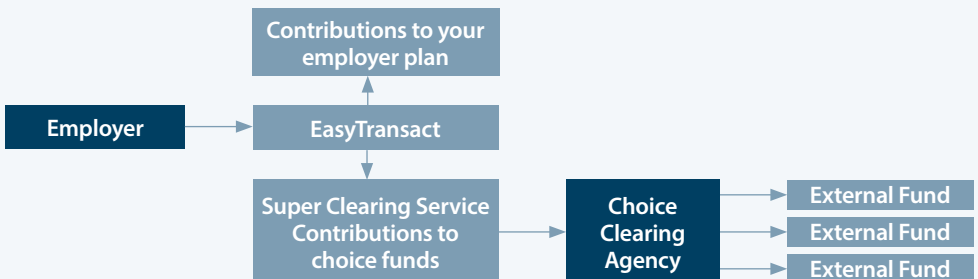 Contributions to your
employer plan
Employer
EasyTransact
Super Clearing Service
Contributions to
choice funds
Choice
Clearing
Agency
External Fund
External Fund
External Fund